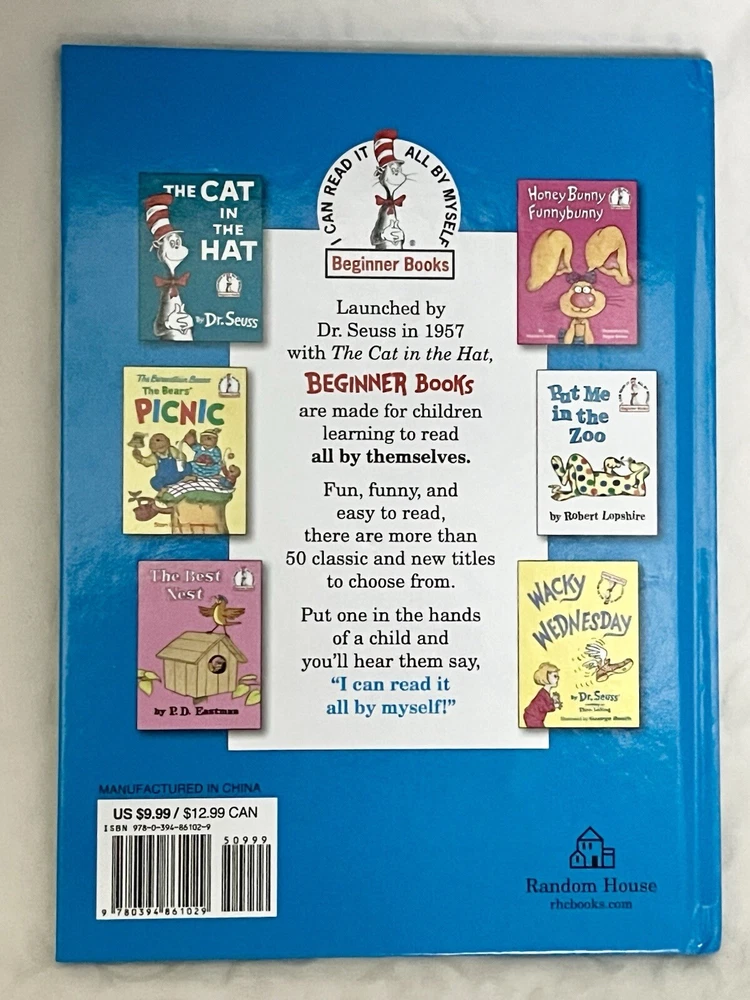 I CAN READ IT ALL BY MYSELF
Beginner Books
THE CAT
IN
THE
HAT
By Dr. Seuss
Honey Bunny
Funnybunny
The Berenstain Bears
The Bears'
PICNIC
Put Me
in the
Zoo
by Robert Lopshire
The Best
Nest
by P. D. Eastman
WACKY
WEDNESDAY
By Dr. Seuss
Launched by
Dr. Seuss in 1957
with The Cat in the Hat,
BEGINNER BOOKS
are made for children
learning to read
all by themselves.
Fun, funny, and
easy to read,
there are more than
50 classic and new titles
to choose from.
Put one in the hands
of a child and
you'll hear them say,
“I can read it
all by myself!”
MANUFACTURED IN CHINA
US $9.99 / $12.99 CAN
ISBN 978-0-394-86102-9
50999
9 780394 861029
Random House
rhcbooks.com